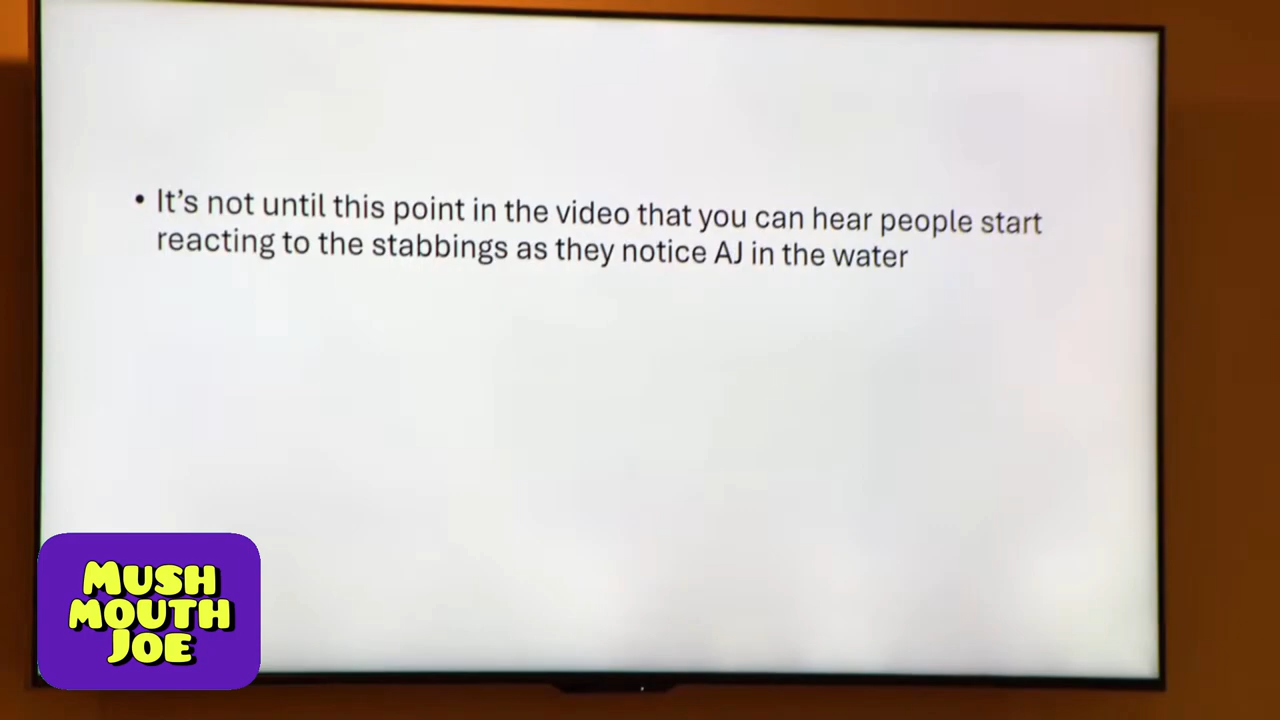 • It's not until this point in the video that you can hear people start
reacting to the stabbings as they notice AJ in the water
MUSH
MOUTH
JOE